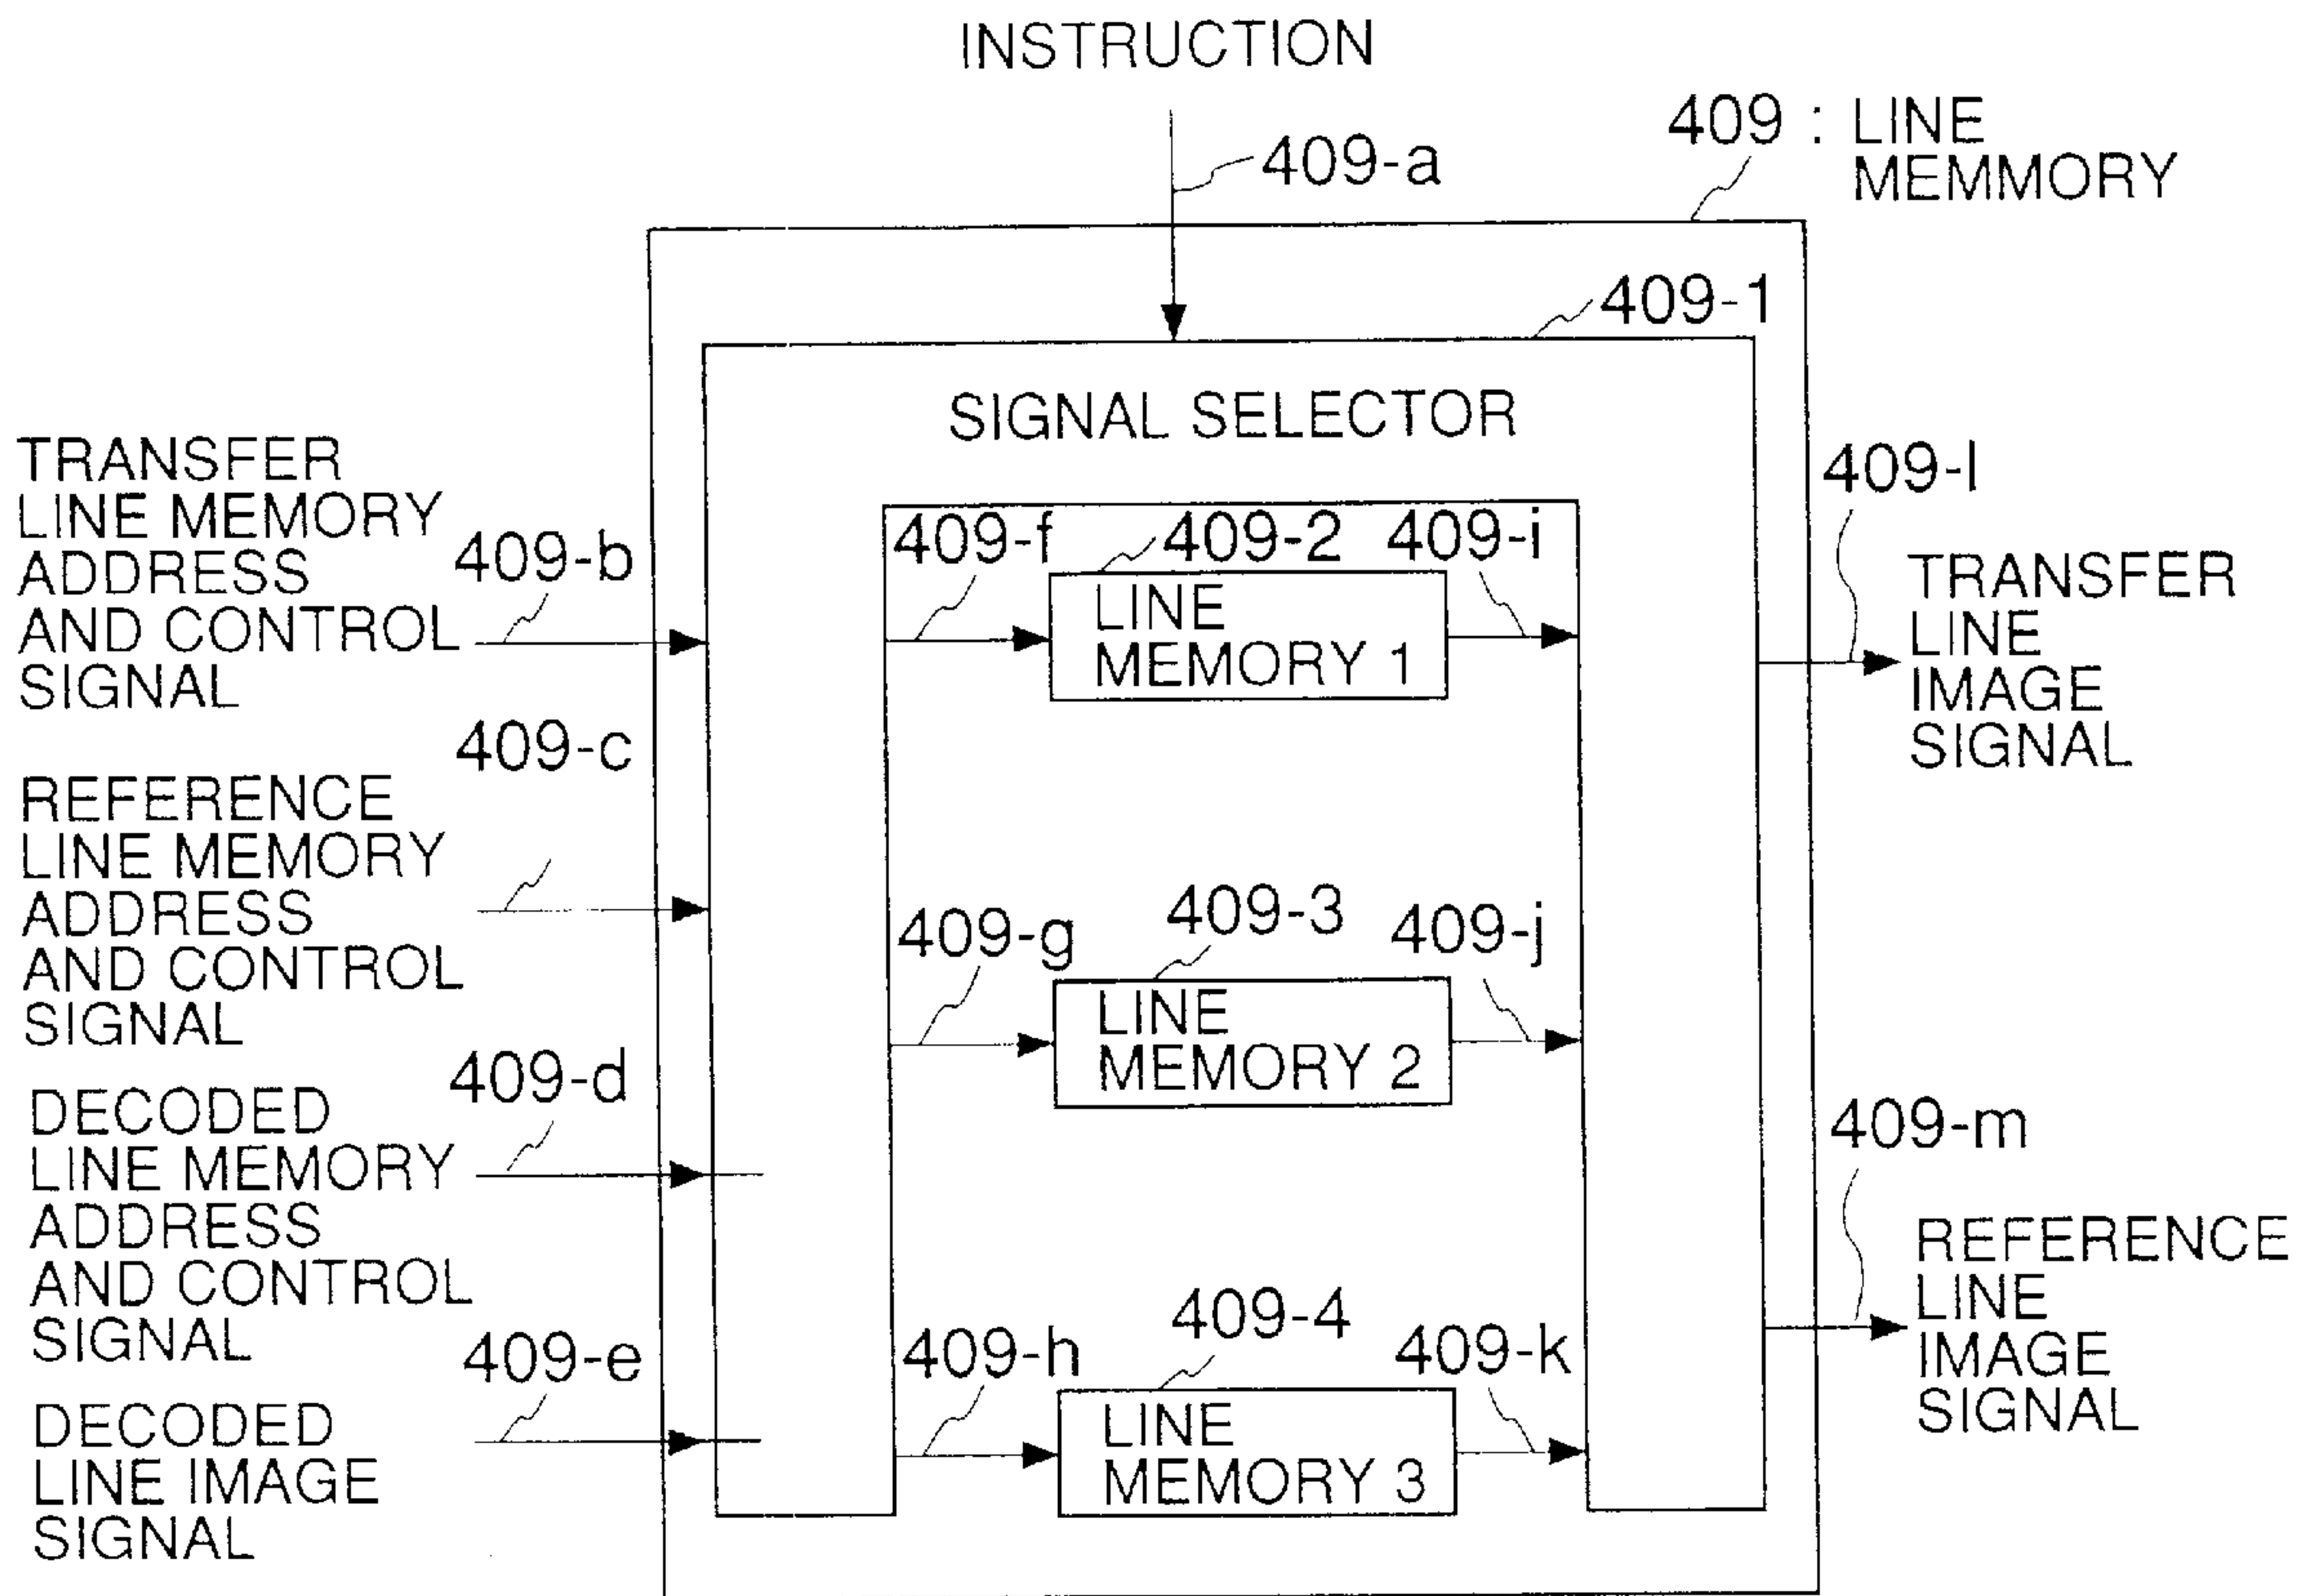 INSTRUCTION
409 : LINE
MEMMORY
409-a
409-1
SIGNAL SELECTOR
TRANSFER
LINE MEMORY
ADDRESS
AND CONTROL
SIGNAL
409-b
409-c
REFERENCE
LINE MEMORY
ADDRESS
AND CONTROL
SIGNAL
409-d
DECODED
LINE MEMORY
ADDRESS
AND CONTROL
SIGNAL
409-e
DECODED
LINE IMAGE
SIGNAL
409-f
409-2
409-i
LINE
MEMORY 1
409-g
409-3
409-j
LINE
MEMORY 2
409-h
409-4
409-k
LINE
MEMORY 3
409-l
TRANSFER
LINE
IMAGE
SIGNAL
409-m
REFERENCE
LINE
IMAGE
SIGNAL